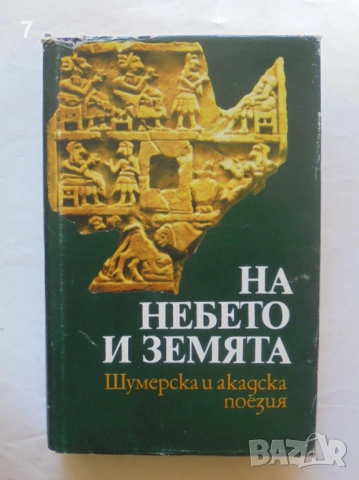 7
НА
НЕБЕТО
И ЗЕМЯТА
Шумерска и акадска
поезия
bazar